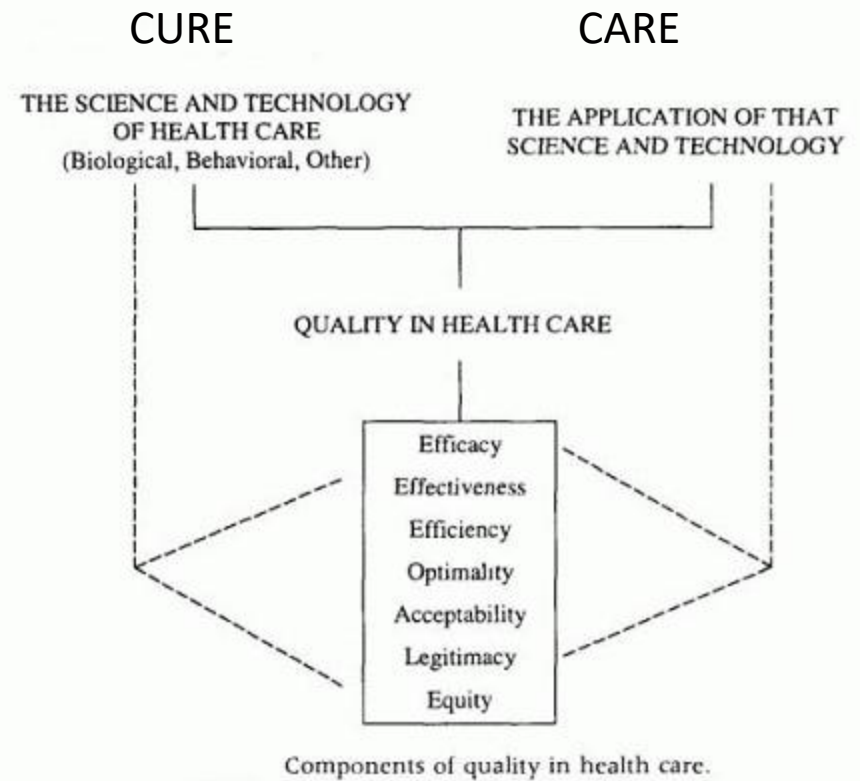 CURE
CARE
THE SCIENCE AND TECHNOLOGY
OF HEALTH CARE
(Biological, Behavioral, Other)
THE APPLICATION OF THAT
SCIENCE AND TECHNOLOGY
QUALITY IN HEALTH CARE
Efficacy
Effectiveness
Efficiency
Optimality
Acceptability
Legitimacy
Equity
Components of quality in health care.